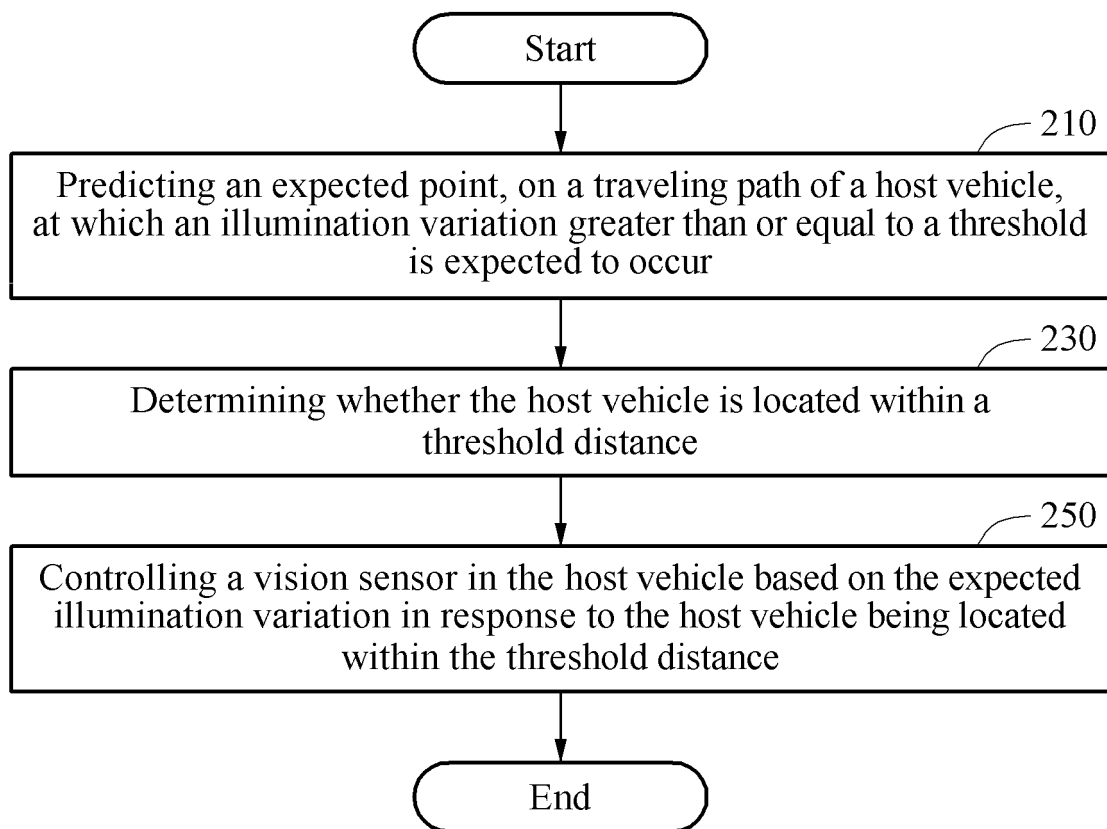 Start
210
Predicting an expected point, on a traveling path of a host vehicle,
at which an illumination variation greater than or equal to a threshold
is expected to occur
230
Determining whether the host vehicle is located within a
threshold distance
250
Controlling a vision sensor in the host vehicle based on the expected
illumination variation in response to the host vehicle being located
within the threshold distance
End